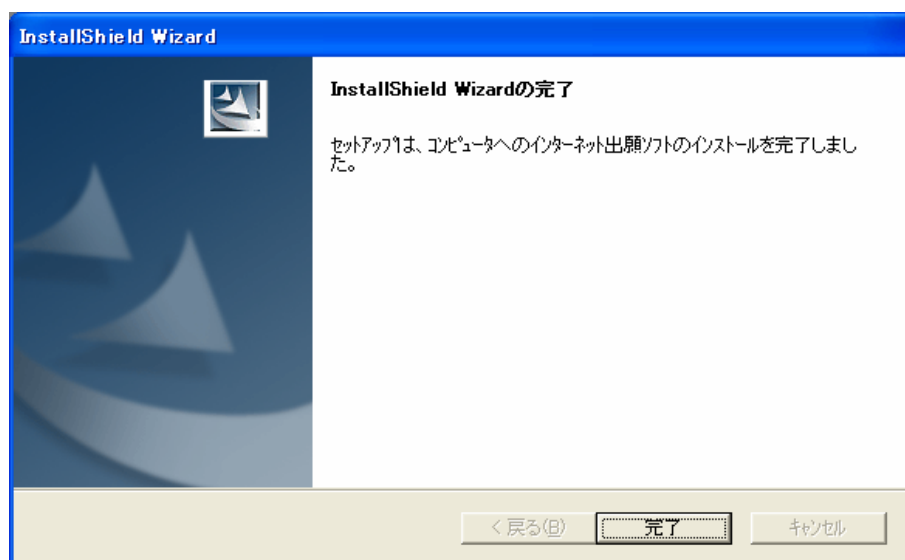 InstallShield Wizard
InstallShield Wizardの完了
セットアップは、コンピュータへのインターネット出願ソフトのインストールを完了しまし
た。
< 戻る(B)
完了
キャンセル